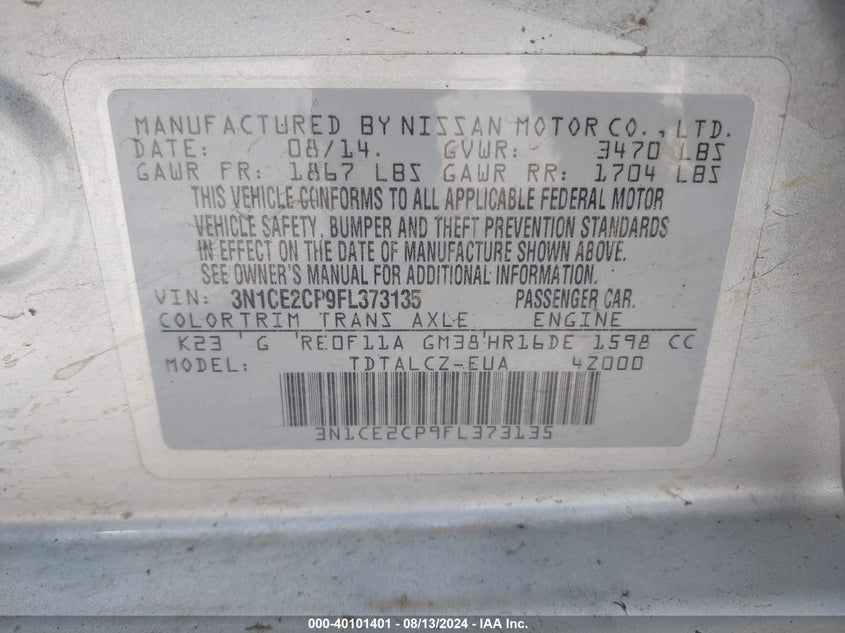 MANUFACTURED BY NISSAN MOTOR CO., LTD.
DATE: 08/14. GVWR: 3470 LBS
GAWR FR: 1867 LBS GAWR RR: 1704 LBS
THIS VEHICLE CONFORMS TO ALL APPLICABLE FEDERAL MOTOR
VEHICLE SAFETY, BUMPER AND THEFT PREVENTION STANDARDS
IN EFFECT ON THE DATE OF MANUFACTURE SHOWN ABOVE.
SEE OWNER'S MANUAL FOR ADDITIONAL INFORMATION.
VIN: 3N1CE2CP9FL373135 PASSENGER CAR.
COLOR TRIM TRANS AXLE ENGINE
K23 G RE0F11A GM38 HR16DE 1598 CC
MODEL: TDTALCZ-EUA 4Z000
3N1CE2CP9FL373135
000-40101401 - 08/13/2024 - IAA Inc.